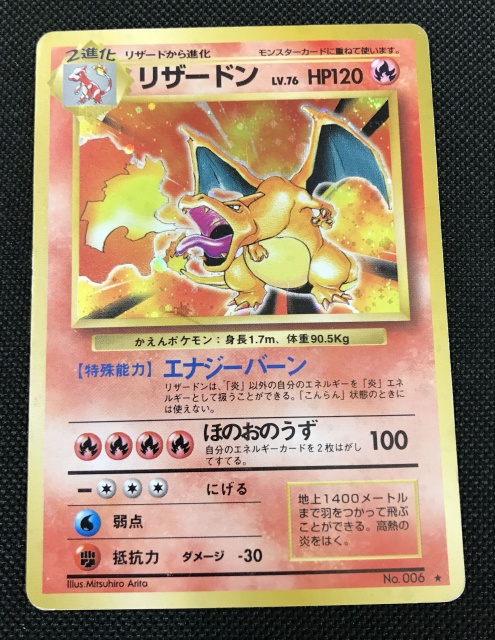 2進化 リザードから進化 モンスターカードに重ねて使います。
リザードン LV.76 HP120
かえんポケモン：身長1.7m、体重90.5Kg
【特殊能力】エナジーバーン
リザードンは、「炎」以外の自分のエネルギーを「炎」エネ
ルギーとして扱うことができる。「こんらん」状態のときに
は使えない。
ほのおのうず 100
自分のエネルギーカードを2枚はがし
てすてる。
にげる
弱点
抵抗力 ダメージ -30
地上1400メートル
まで羽をつかって飛ぶ
ことができる。高熱の
炎をはく。
Illus.Mitsuhiro Arita
No.006 ★